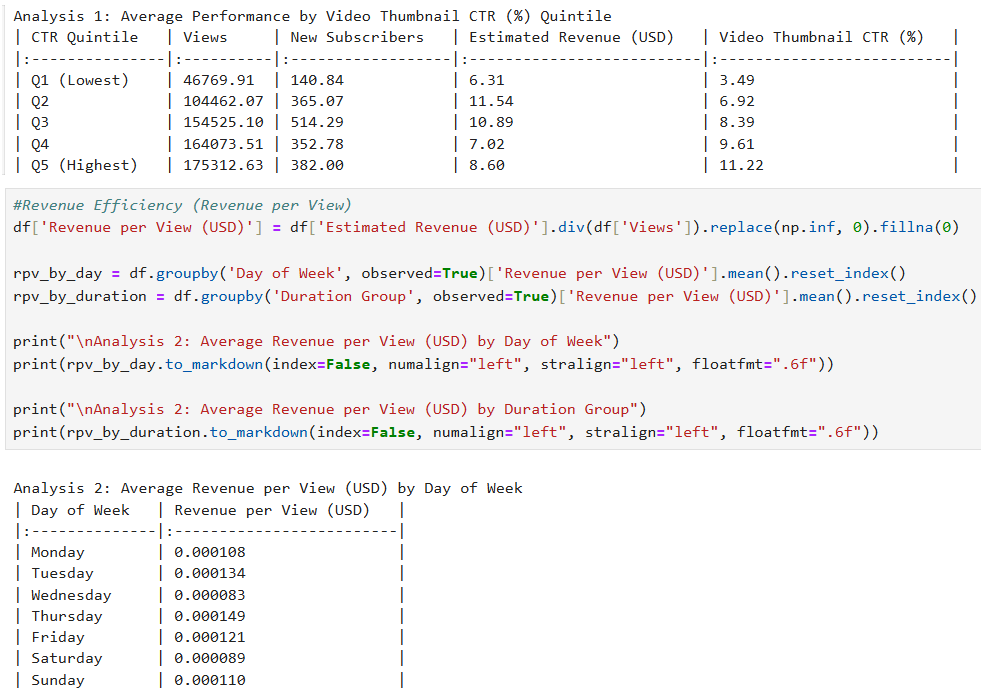 Analysis 1: Average Performance by Video Thumbnail CTR (%) Quintile
| CTR Quintile   | Views     | New Subscribers   | Estimated Revenue (USD)   | Video Thumbnail CTR (%)   |
|:---------------|:----------|:------------------|:--------------------------|:--------------------------|
| Q1 (Lowest)    | 46769.91  | 140.84            | 6.31                      | 3.49                      |
| Q2             | 104462.07 | 365.07            | 11.54                     | 6.92                      |
| Q3             | 154525.10 | 514.29            | 10.89                     | 8.39                      |
| Q4             | 164073.51 | 352.78            | 7.02                      | 9.61                      |
| Q5 (Highest)   | 175312.63 | 382.00            | 8.60                      | 11.22                     |
#Revenue Efficiency (Revenue per View)
df['Revenue per View (USD)'] = df['Estimated Revenue (USD)'].div(df['Views']).replace(np.inf, 0).fillna(0)
rpv_by_day = df.groupby('Day of Week', observed=True)['Revenue per View (USD)'].mean().reset_index()
rpv_by_duration = df.groupby('Duration Group', observed=True)['Revenue per View (USD)'].mean().reset_index()
print("\nAnalysis 2: Average Revenue per View (USD) by Day of Week")
print(rpv_by_day.to_markdown(index=False, numalign="left", stralign="left", floatfmt=".6f"))
print("\nAnalysis 2: Average Revenue per View (USD) by Duration Group")
print(rpv_by_duration.to_markdown(index=False, numalign="left", stralign="left", floatfmt=".6f"))
Analysis 2: Average Revenue per View (USD) by Day of Week
| Day of Week   | Revenue per View (USD)   |
|:--------------|:-------------------------|
| Monday        | 0.000108                 |
| Tuesday       | 0.000134                 |
| Wednesday     | 0.000083                 |
| Thursday      | 0.000149                 |
| Friday        | 0.000121                 |
| Saturday      | 0.000089                 |
| Sunday        | 0.000110                 |